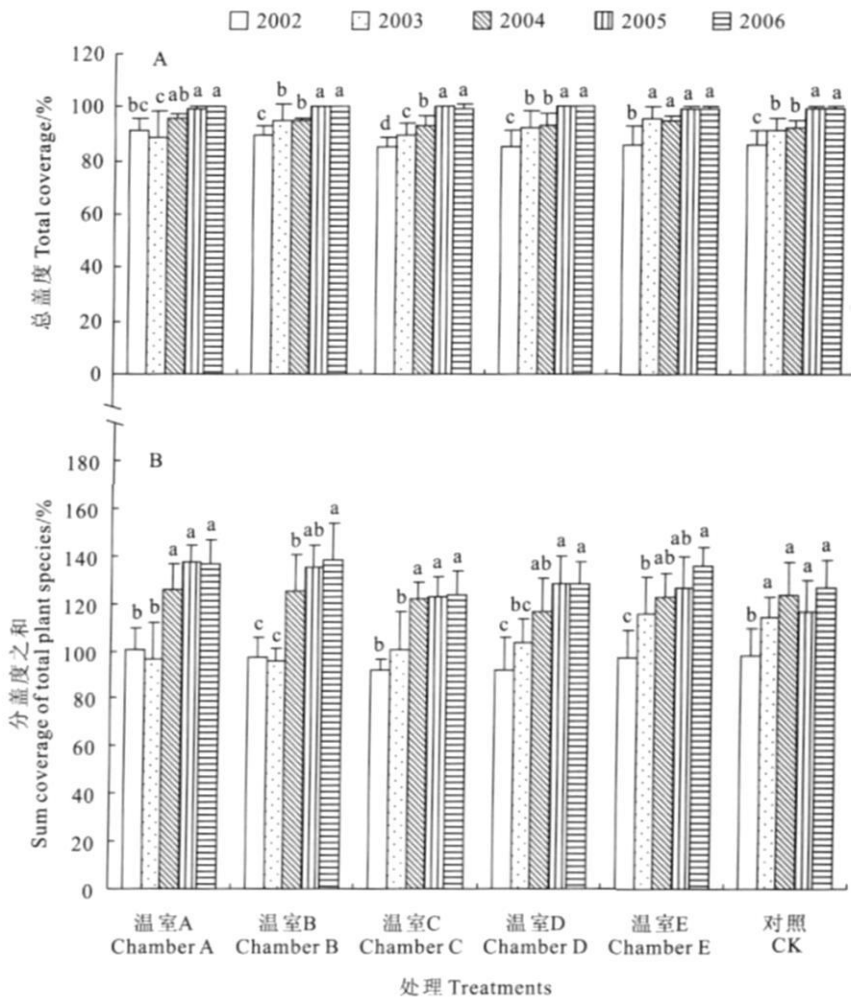 2002 2003 2004 2005 2006
A
120
100
80
60
40
20
0
总盖度 Total coverage/%
bc c ab a a
c b b a a
d c b a a
c b b a a
b a a a a
c b b a a
B
180
160
140
120
100
80
60
40
20
0
分盖度之和
Sum coverage of total plant species/%
b b a a a
c c b ab a
b b a a a
c bc ab a a
c b ab ab a
b a a a a
温室A 温室B 温室C 温室D 温室E 对照
Chamber A Chamber B Chamber C Chamber D Chamber E CK
处理 Treatments